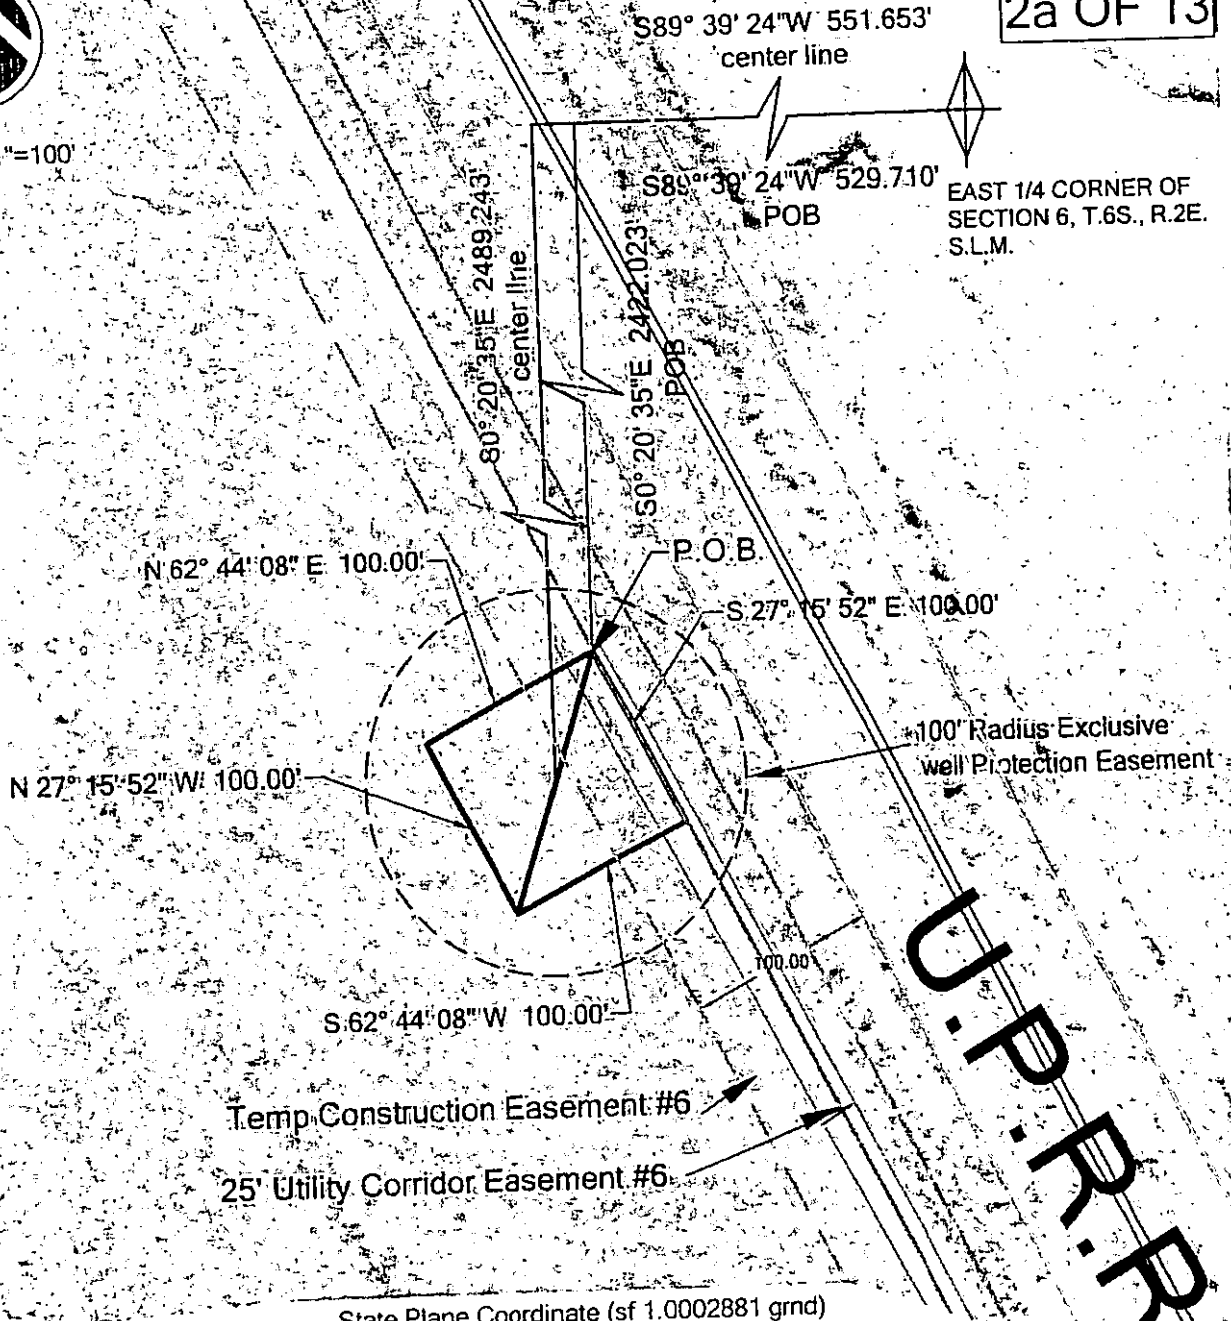 S89° 39' 24"W 551.653'
center line
2a OF 13
"=100'
S89° 39' 24"W 529.710'
POB
EAST 1/4 CORNER OF
SECTION 6, T.6S., R.2E.
S.L.M.
80° 20' 35"E 2489.243'
center line
S0° 20' 35"E 2422.023'
POB
P.O.B.
N 62° 44' 08" E 100.00'
S 27° 15' 52" E 100.00'
100' Radius Exclusive
well Protection Easement
N 27° 15' 52" W 100.00'
100.00'
S 62° 44' 08" W 100.00'
Temp Construction Easement #6
25' Utility Corridor Easement #6
U.P.R.R
State Plane Coordinate (sf 1.0002881 grnd)